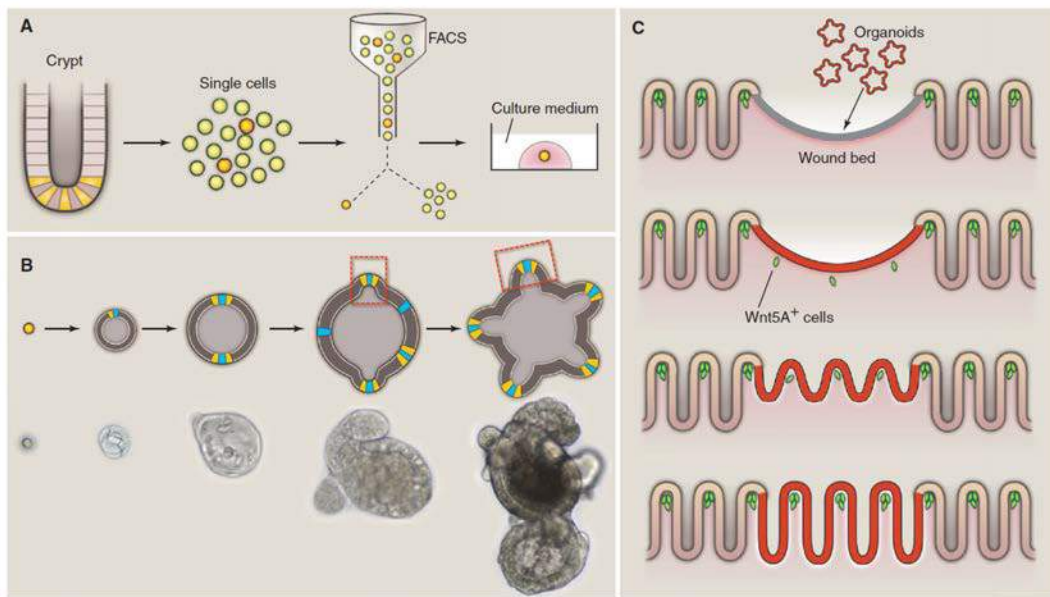 A
Crypt
Single cells
FACS
Culture medium
B
C
Organoids
Wound bed
Wnt5A⁺ cells